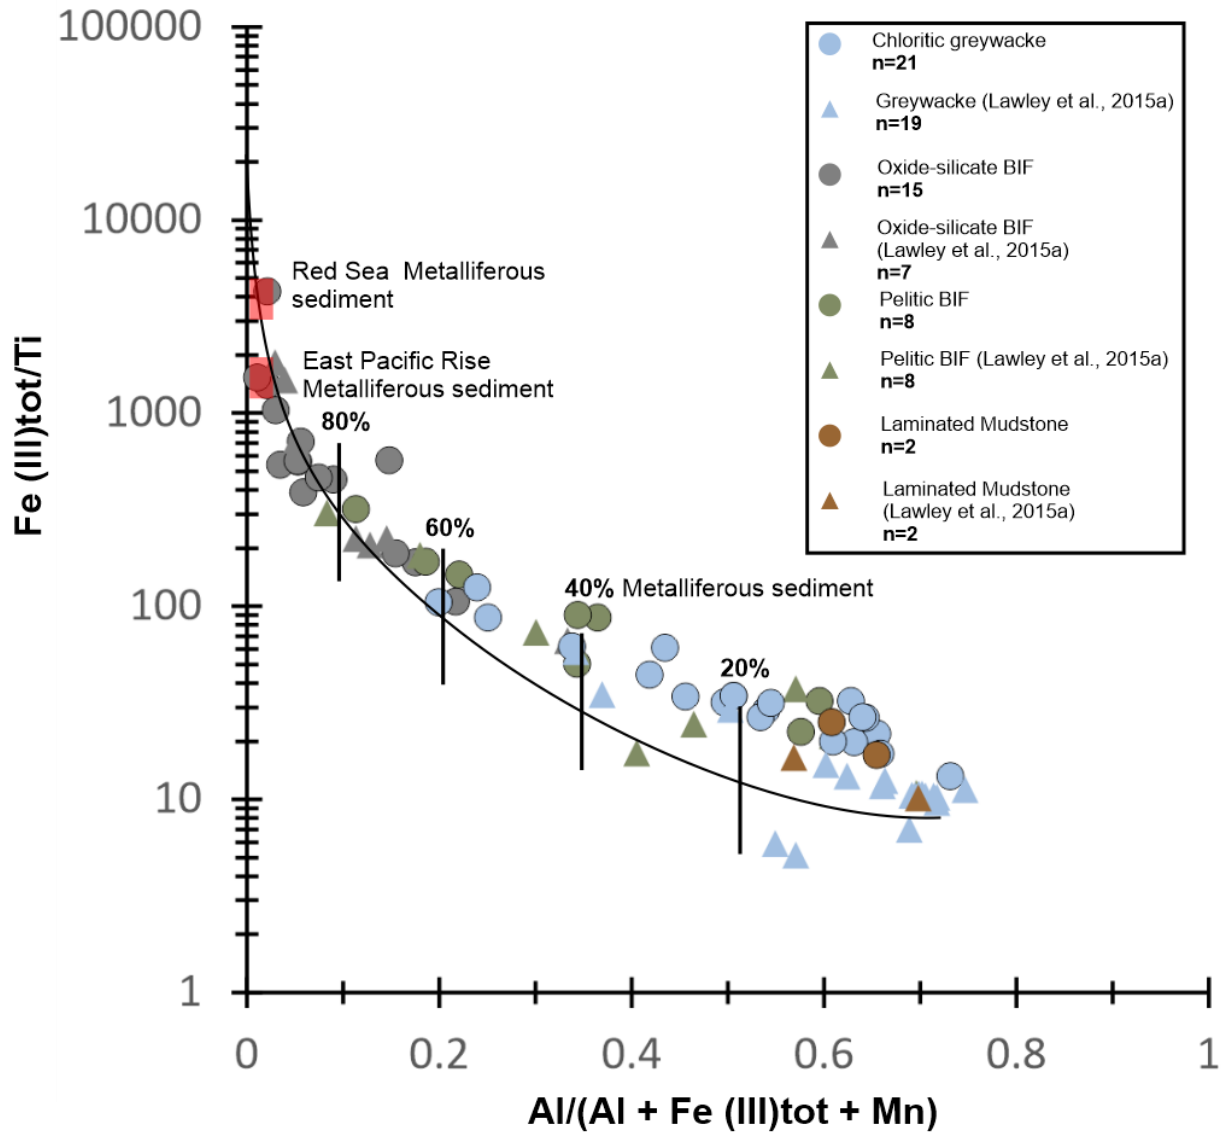 100000
10000
1000
100
10
1
Fe (III)tot/Ti
0
0.2
0.4
0.6
0.8
1
Al/(Al + Fe (III)tot + Mn)
Red Sea Metalliferous
sediment
East Pacific Rise
Metalliferous sediment
80%
60%
40% Metalliferous sediment
20%
Chloritic greywacke
n=21
Greywacke (Lawley et al., 2015a)
n=19
Oxide-silicate BIF
n=15
Oxide-silicate BIF
(Lawley et al., 2015a)
n=7
Pelitic BIF
n=8
Pelitic BIF (Lawley et al., 2015a)
n=8
Laminated Mudstone
n=2
Laminated Mudstone
(Lawley et al., 2015a)
n=2